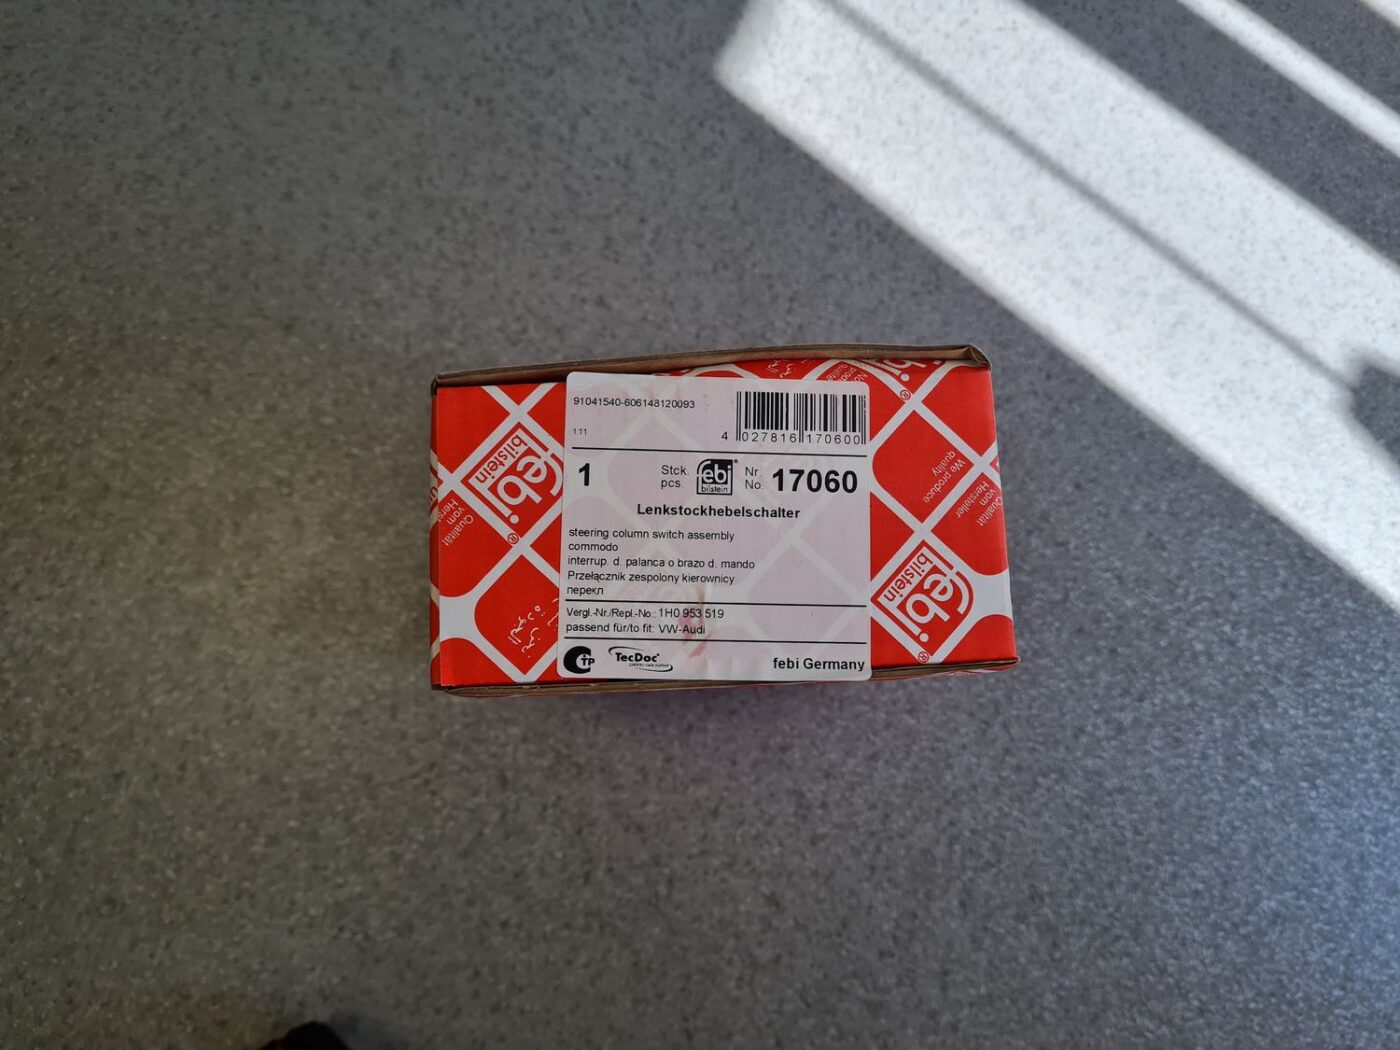 91041540-606148120093
1.11
4 027816 170600
1 Stck. pcs. febi bilstein Nr. No. 17060
Lenkstockhebelschalter
steering column switch assembly
commodo
interrup. d. palanca o brazo d. mando
Przełącznik zespolony kierownicy
перекл
Vergl.-Nr./Repl.-No.: 1H0 953 519
passend für/to fit: VW-Audi
CTP TecDoc
febi Germany
febi
bilstein
®
Qualität
vom
We produce
quality
Qualität
vom
Hersteller
febi
bilstein
®